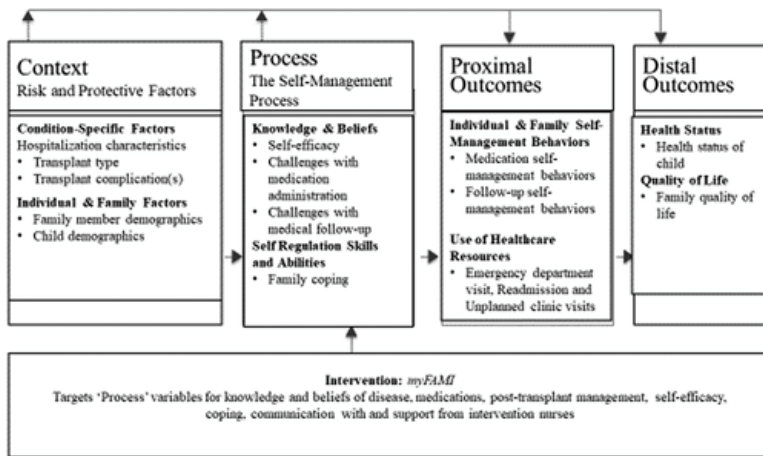 Context
Risk and Protective Factors
Condition-Specific Factors
Hospitalization characteristics
• Transplant type
• Transplant complication(s)
Individual & Family Factors
• Family member demographics
• Child demographics
Process
The Self-Management
Process
Knowledge & Beliefs
• Self-efficacy
• Challenges with
medication
administration
• Challenges with
medical follow-up
Self Regulation Skills
and Abilities
• Family coping
Proximal
Outcomes
Individual & Family Self-
Management Behaviors
• Medication self-
management behaviors
• Follow-up self-
management behaviors
Use of Healthcare
Resources
• Emergency department
visit, Readmission and
Unplanned clinic visits
Distal
Outcomes
Health Status
• Health status of
child
Quality of Life
• Family quality of
life
Intervention: myFAMI
Targets 'Process' variables for knowledge and beliefs of disease, medications, post-transplant management, self-efficacy,
coping, communication with and support from intervention nurses